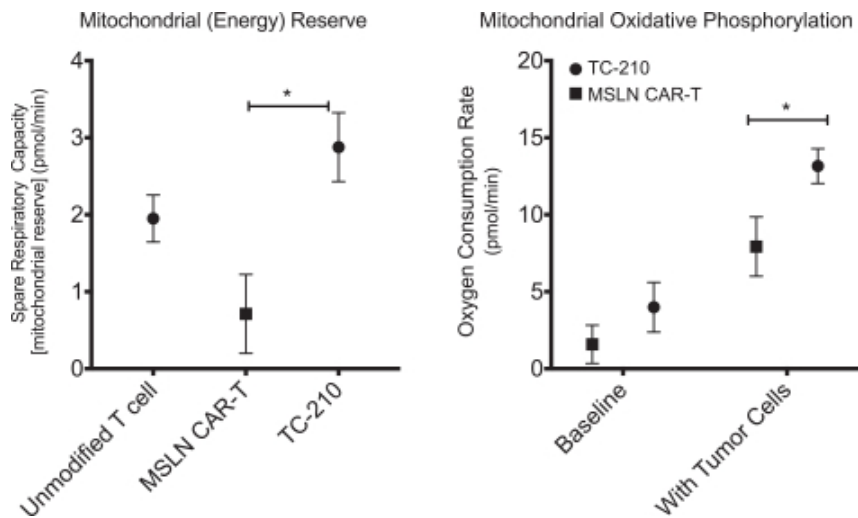 Mitochondrial (Energy) Reserve
Spare Respiratory Capacity
[mitochondrial reserve] (pmol/min)
4
3
2
1
0
*
Unmodified T cell
MSLN CAR-T
TC-210
Mitochondrial Oxidative Phosphorylation
Oxygen Consumption Rate
(pmol/min)
20
15
10
5
0
TC-210
MSLN CAR-T
*
Baseline
With Tumor Cells